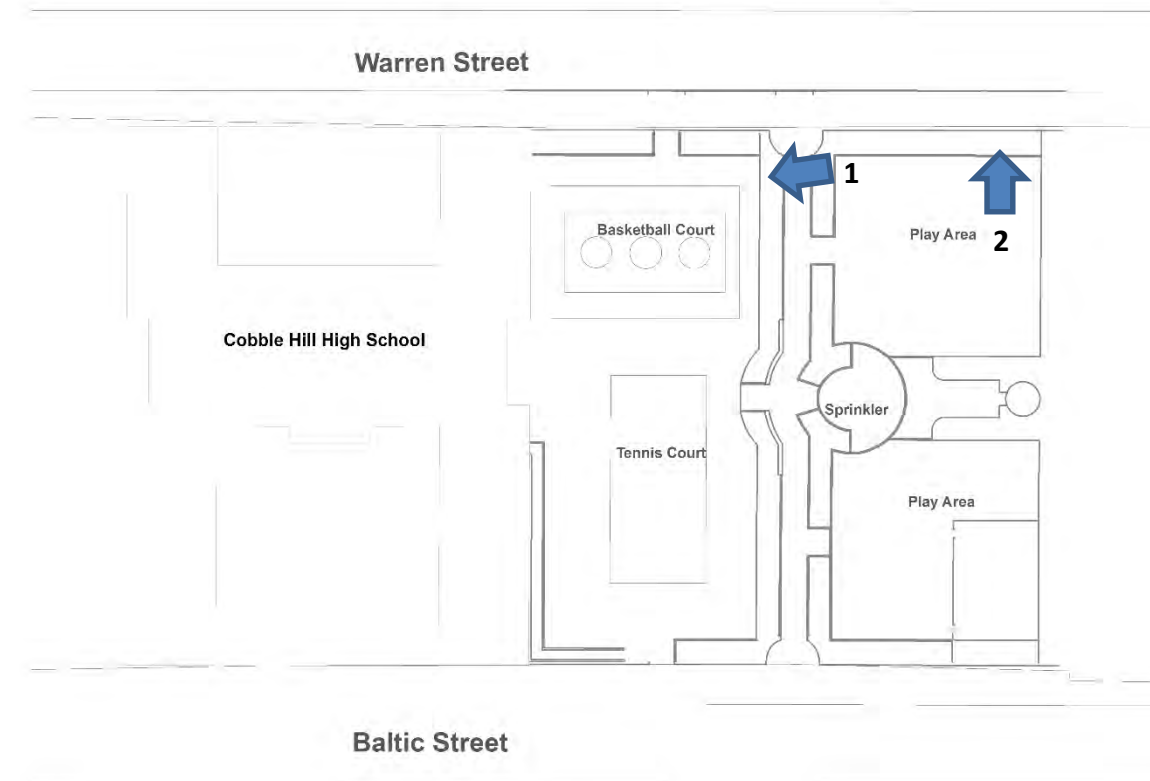 Warren Street
1
Basketball Court
Play Area
2
Cobble Hill High School
Sprinkler
Tennis Court
Play Area
Baltic Street